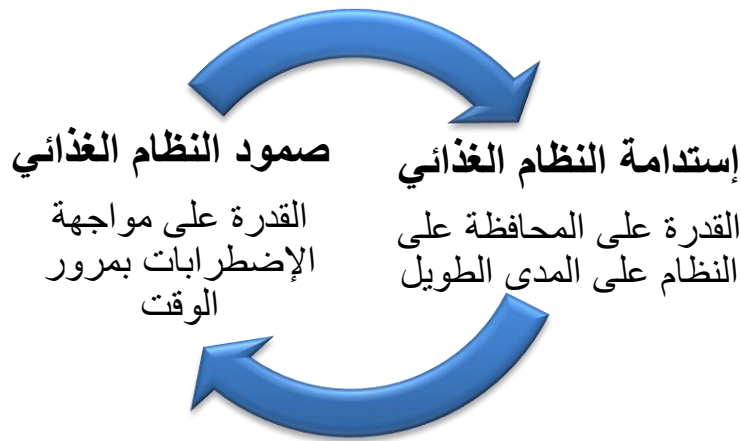 إستدامة النظام الغذائي
القدرة على المحافظة على
النظام على المدى الطويل
صمود النظام الغذائي
القدرة على مواجهة
الإضطرابات بمرور
الوقت